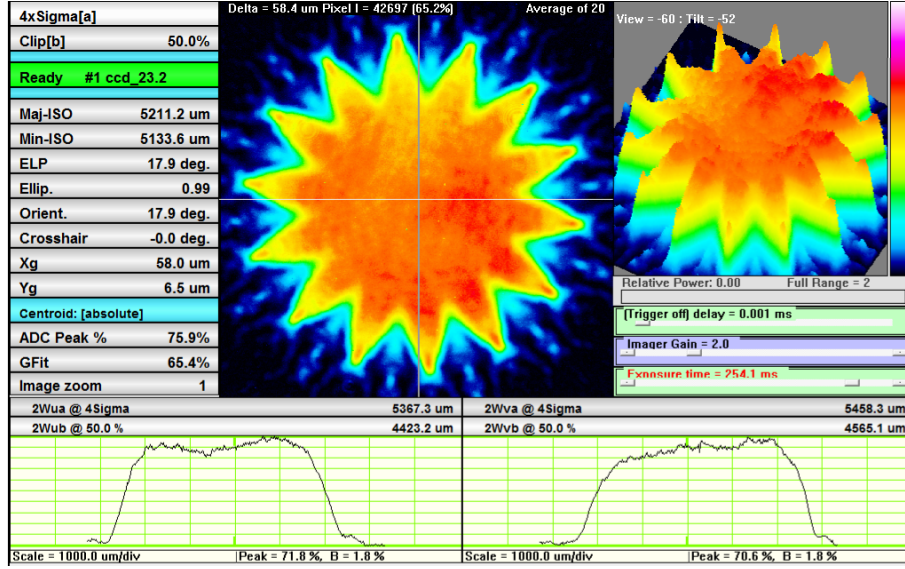 4xSigma[a]
Clip[b] 50.0%
Ready #1 ccd_23.2
Maj-ISO 5211.2 um
Min-ISO 5133.6 um
ELP 17.9 deg.
Ellip. 0.99
Orient. 17.9 deg.
Crosshair -0.0 deg.
Xg 58.0 um
Yg 6.5 um
Centroid: [absolute]
ADC Peak % 75.9%
GFit 65.4%
Image zoom 1
Delta = 58.4 um Pixel I = 42697 (65.2%) Average of 20
View = -60 : Tilt = -52
Relative Power: 0.00 Full Range = 2
(Trigger off) delay = 0.001 ms
Imager Gain = 2.0
Exposure time = 254.1 ms
2Wua @ 4Sigma 5367.3 um
2Wub @ 50.0 % 4423.2 um
2Wva @ 4Sigma 5458.3 um
2Wvb @ 50.0 % 4565.1 um
Scale = 1000.0 um/div Peak = 71.8 %, B = 1.8 %
Scale = 1000.0 um/div Peak = 70.6 %, B = 1.8 %